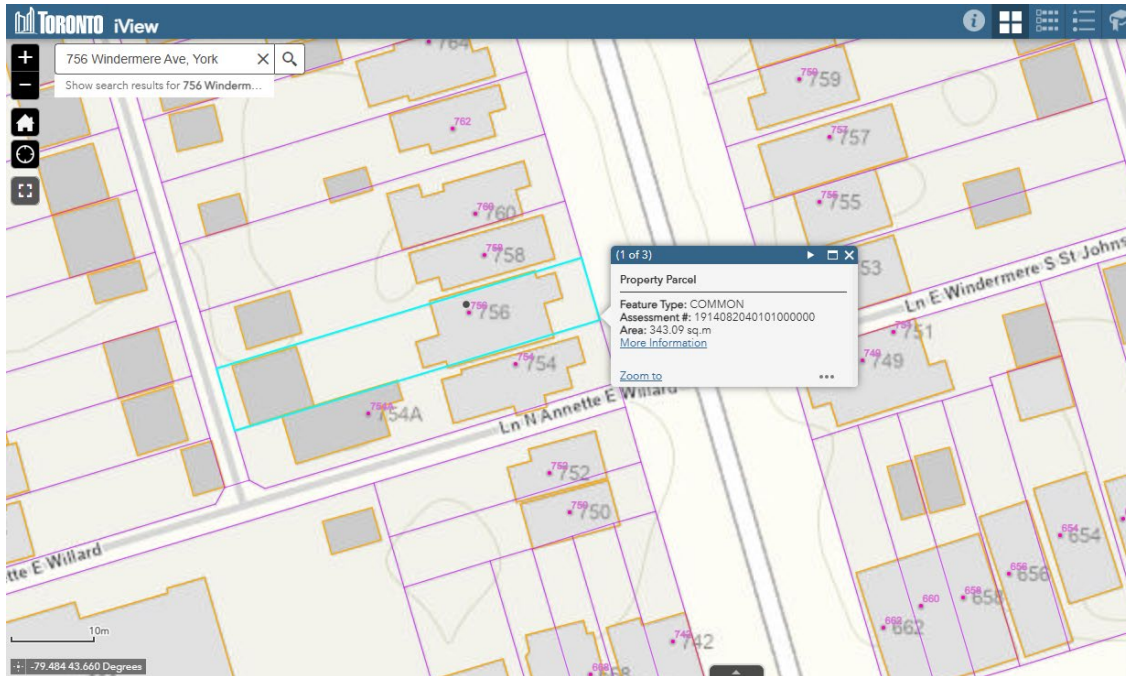 TORONTO iView
756 Windermere Ave, York
Show search results for 756 Winderm...
764
762
759
759
757
757
755
755
760
760
758
758
53
756
756
Ln E Windermere S St Johns
(1 of 3)
Property Parcel
Feature Type: COMMON
Assessment #: 1914082040101000000
Area: 343.09 sq.m
More Information
Zoom to
751
751
749
749
754
754
754A
754A
Ln N Annette E Willard
752
752
750
750
654
654
656
656
658
658
660
662
662
tte E Willard
742
742
668
668
10m
-79.484 43.660 Degrees